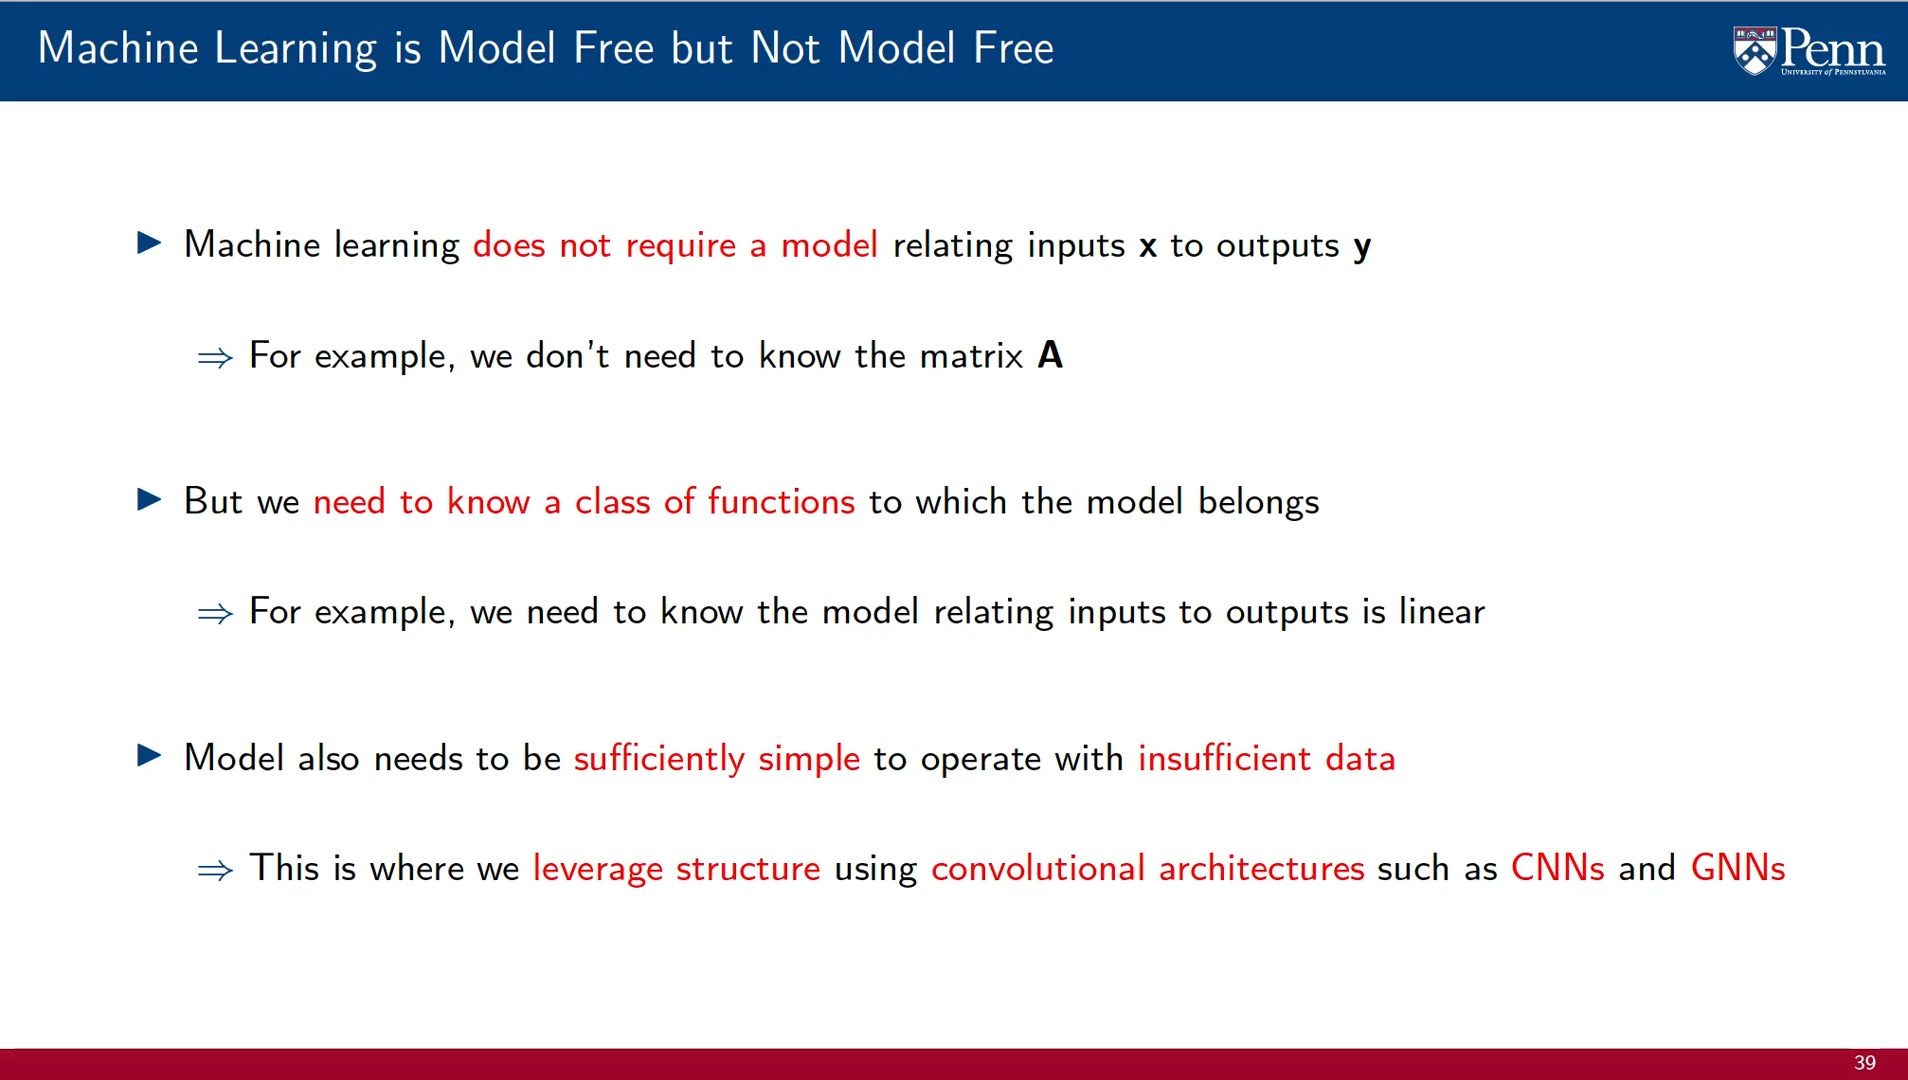 Machine Learning is Model Free but Not Model Free
Penn
UNIVERSITY of PENNSYLVANIA
▶ Machine learning does not require a model relating inputs x to outputs y
⇒ For example, we don't need to know the matrix A
▶ But we need to know a class of functions to which the model belongs
⇒ For example, we need to know the model relating inputs to outputs is linear
▶ Model also needs to be sufficiently simple to operate with insufficient data
⇒ This is where we leverage structure using convolutional architectures such as CNNs and GNNs
39